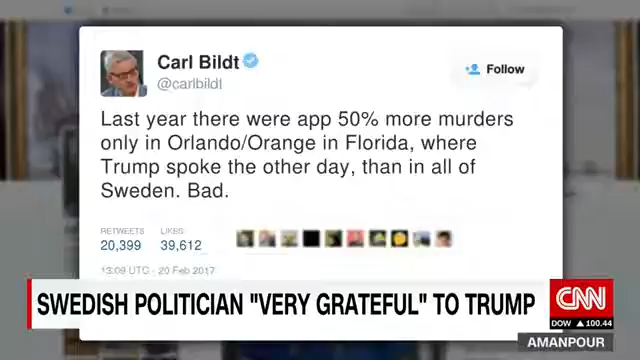 Carl Bildt
@carlbildt
Follow
Last year there were app 50% more murders
only in Orlando/Orange in Florida, where
Trump spoke the other day, than in all of
Sweden. Bad.
RETWEETS LIKES
20,399 39,612
13:09 UTC - 20 Feb 2017
SWEDISH POLITICIAN "VERY GRATEFUL" TO TRUMP
CNN
DOW ▲100.44
AMANPOUR